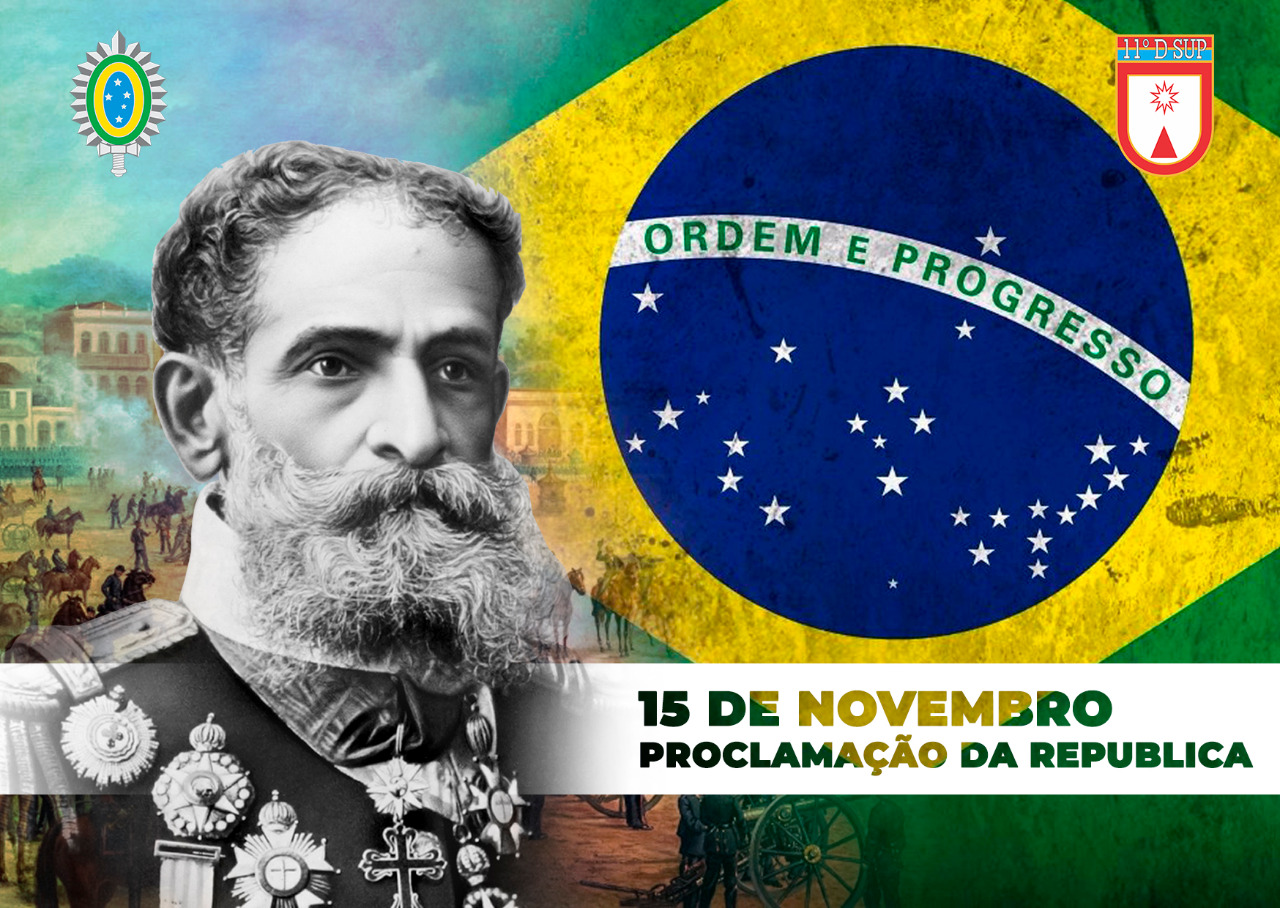 11º D SUP
ORDEM E PROGRESSO
15 DE NOVEMBRO
PROCLAMAÇÃO DA REPUBLICA